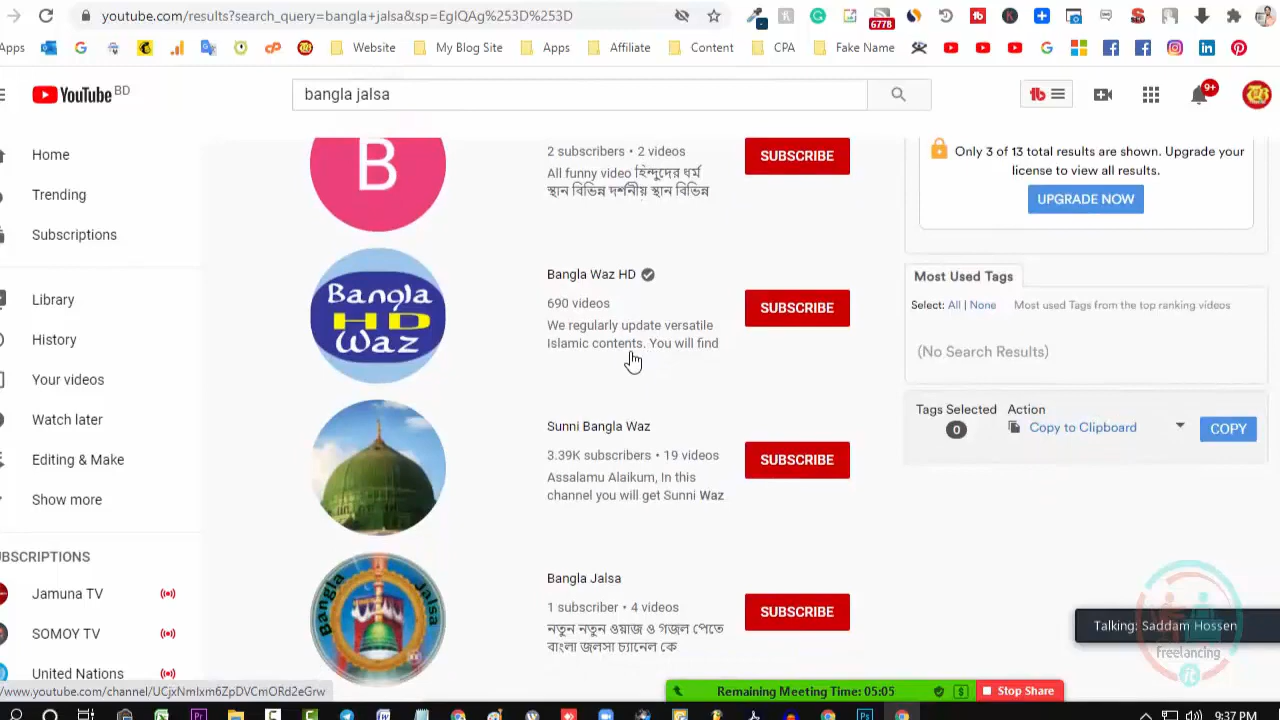 youtube.com/results?search_query=bangla+jalsa&sp=EgIQAg%253D%253D
6778
Apps
Website
My Blog Site
Apps
Affiliate
Content
CPA
Fake Name
YouTube BD
bangla jalsa
9+
Home
Trending
Subscriptions
Library
History
Your videos
Watch later
Editing & Make
Show more
UBSCRIPTIONS
Jamuna TV
SOMOY TV
United Nations
B
2 subscribers • 2 videos
All funny video হিন্দুদের ধর্ম
স্থান বিভিন্ন দর্শনীয় স্থান বিভিন্ন
SUBSCRIBE
Bangla
HD
Waz
Bangla Waz HD
690 videos
We regularly update versatile
Islamic contents. You will find
SUBSCRIBE
Sunni Bangla Waz
3.39K subscribers • 19 videos
Assalamu Alaikum, In this
channel you will get Sunni Waz
SUBSCRIBE
Bangla Jalsa
Bangla Jalsa
1 subscriber • 4 videos
নতুন নতুন ওয়াজ ও গজল পেতে
বাংলা জলসা চ্যানেল কে
SUBSCRIBE
Only 3 of 13 total results are shown. Upgrade your
license to view all results.
UPGRADE NOW
Most Used Tags
Select: All | None Most used Tags from the top ranking videos
(No Search Results)
Tags Selected
0
Action
Copy to Clipboard
COPY
Talking: Saddam Hossen
freelancing
it
/www.youtube.com/channel/UCjxNmIxm6ZpDVCmORd2eGrw
Remaining Meeting Time: 05:05
Stop Share
9:37 PM